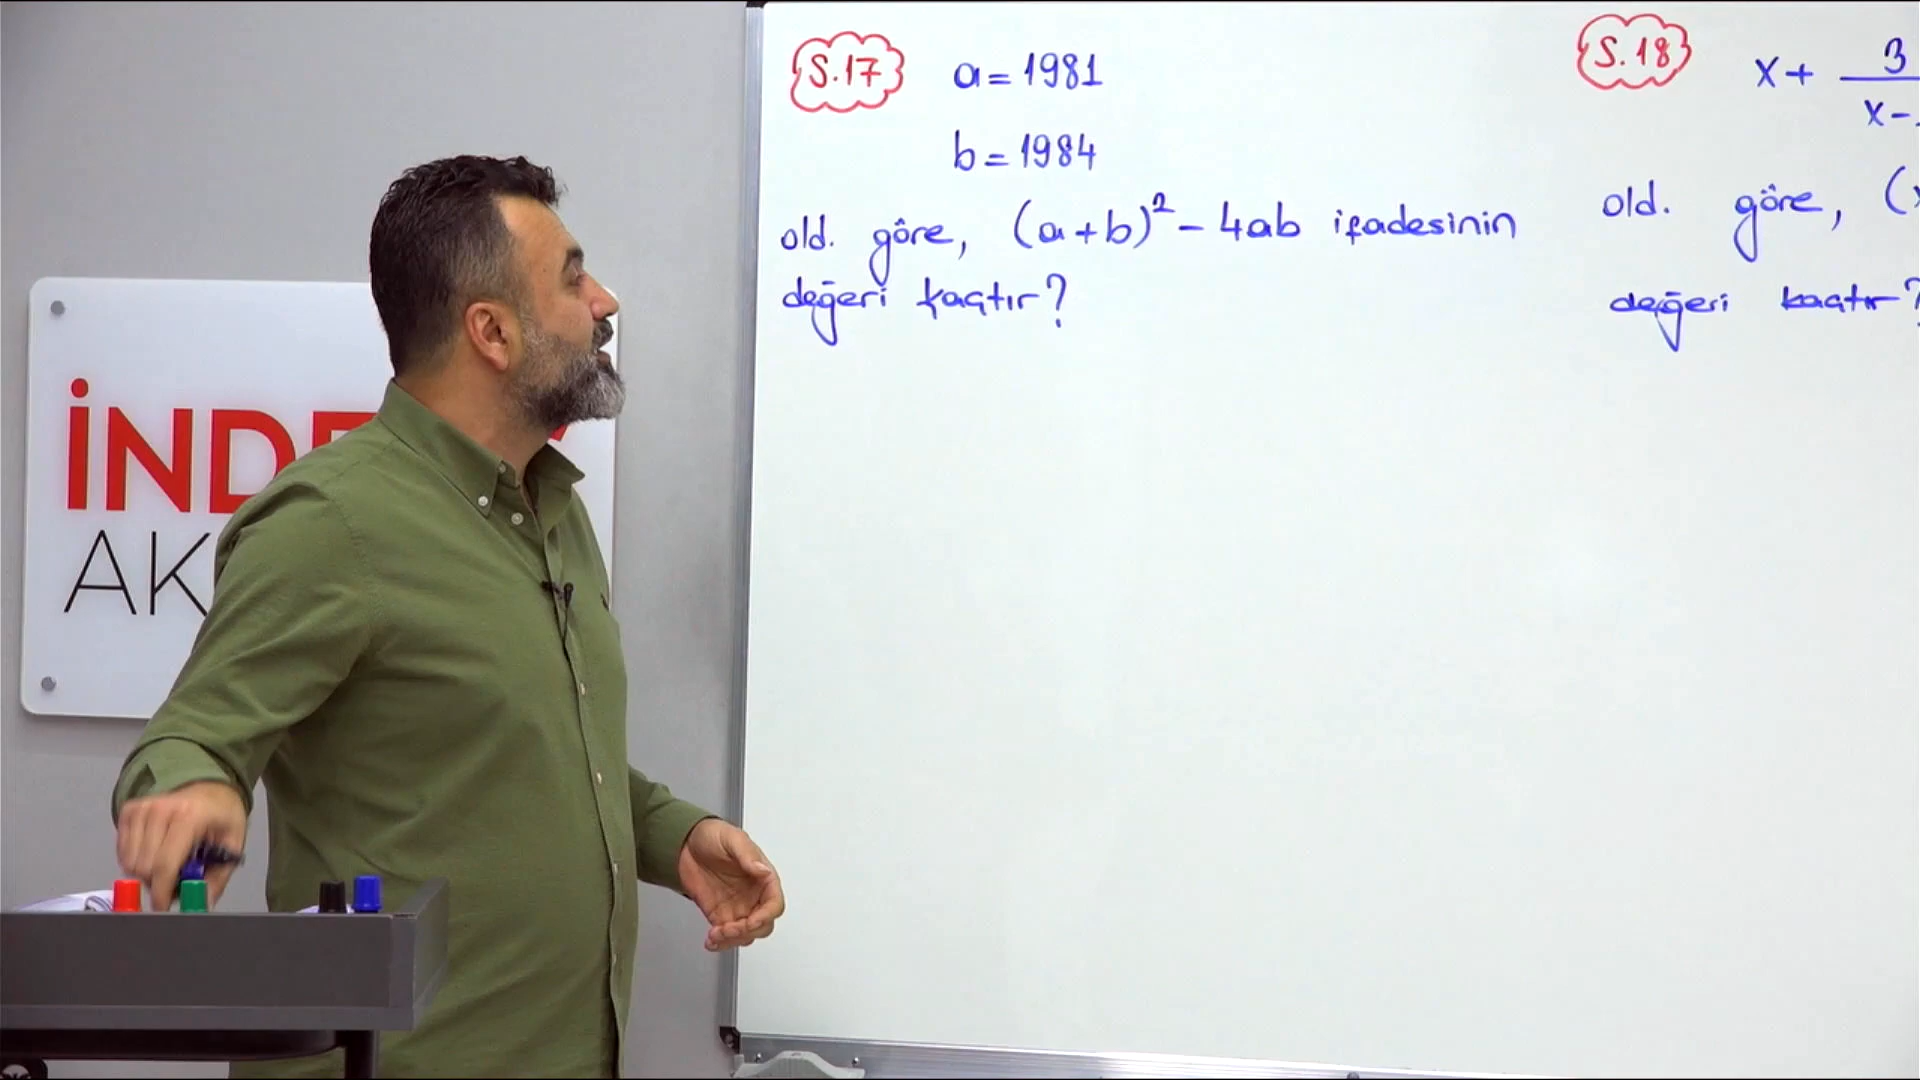 S.17
a = 1981
b = 1984
old. göre, (a+b)² - 4ab ifadesinin
değeri kaçtır?
S.18
x + 3
x -
old. göre, (
değeri kaçtır?
İND
AK